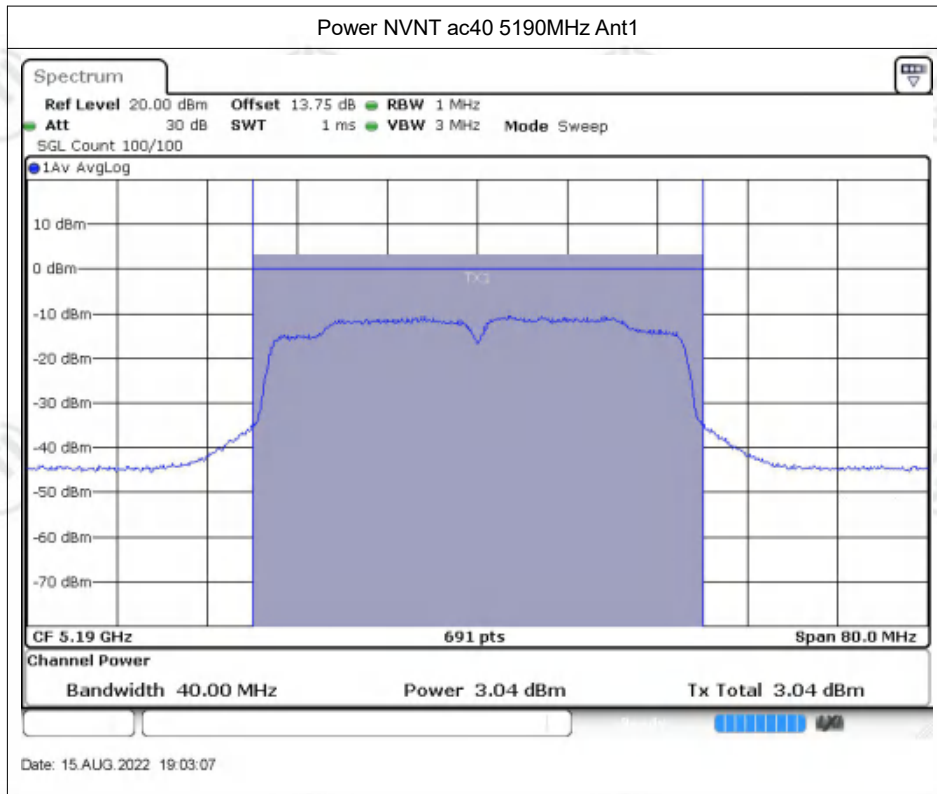 Power NVNT ac40 5190MHz Ant1
Spectrum
Ref Level 20.00 dBm Offset 13.75 dB RBW 1 MHz
Att 30 dB SWT 1 ms VBW 3 MHz Mode Sweep
SGL Count 100/100
1Av AvgLog
10 dBm
0 dBm
-10 dBm
-20 dBm
-30 dBm
-40 dBm
-50 dBm
-60 dBm
-70 dBm
CF 5.19 GHz 691 pts Span 80.0 MHz
Channel Power
Bandwidth 40.00 MHz Power 3.04 dBm Tx Total 3.04 dBm
Date: 15.AUG.2022 19:03:07